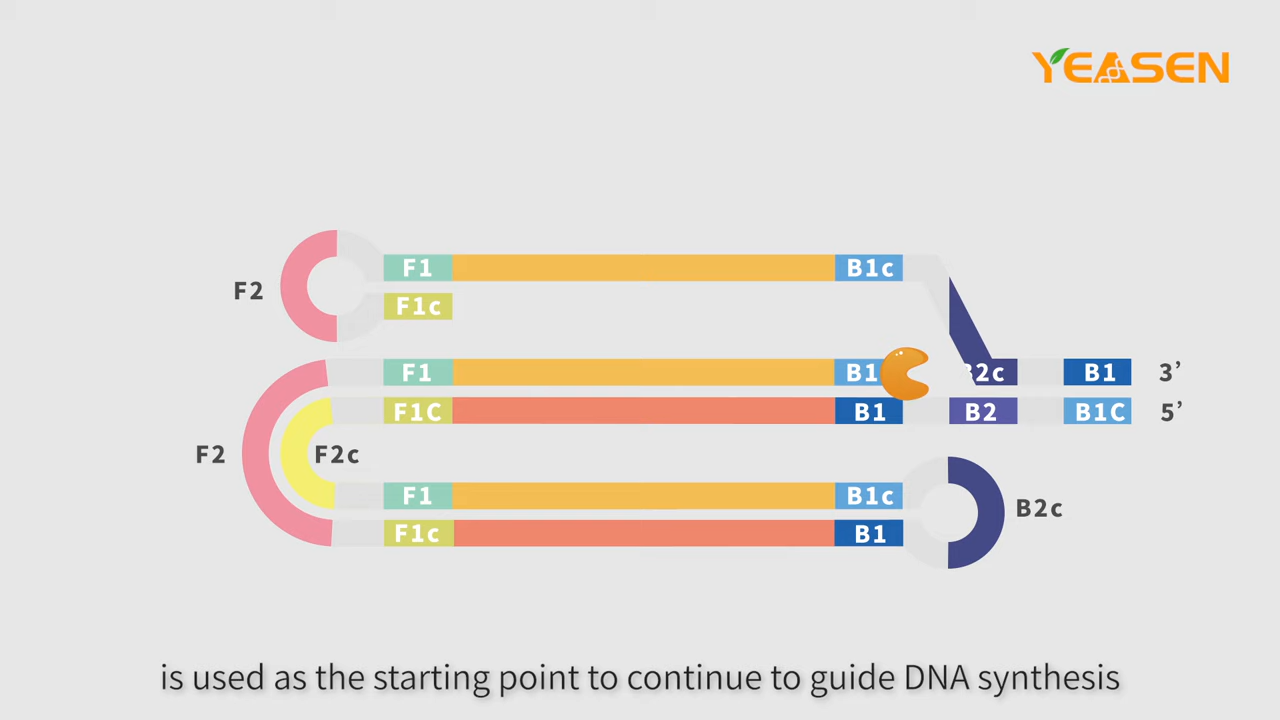 YEASEN
F2
F1
B1c
F1c
F1
B1
B2c
B1
3’
F1C
B1
B2
B1C
5’
F2
F2c
F1
B1c
B2c
F1c
B1
is used as the starting point to continue to guide DNA synthesis